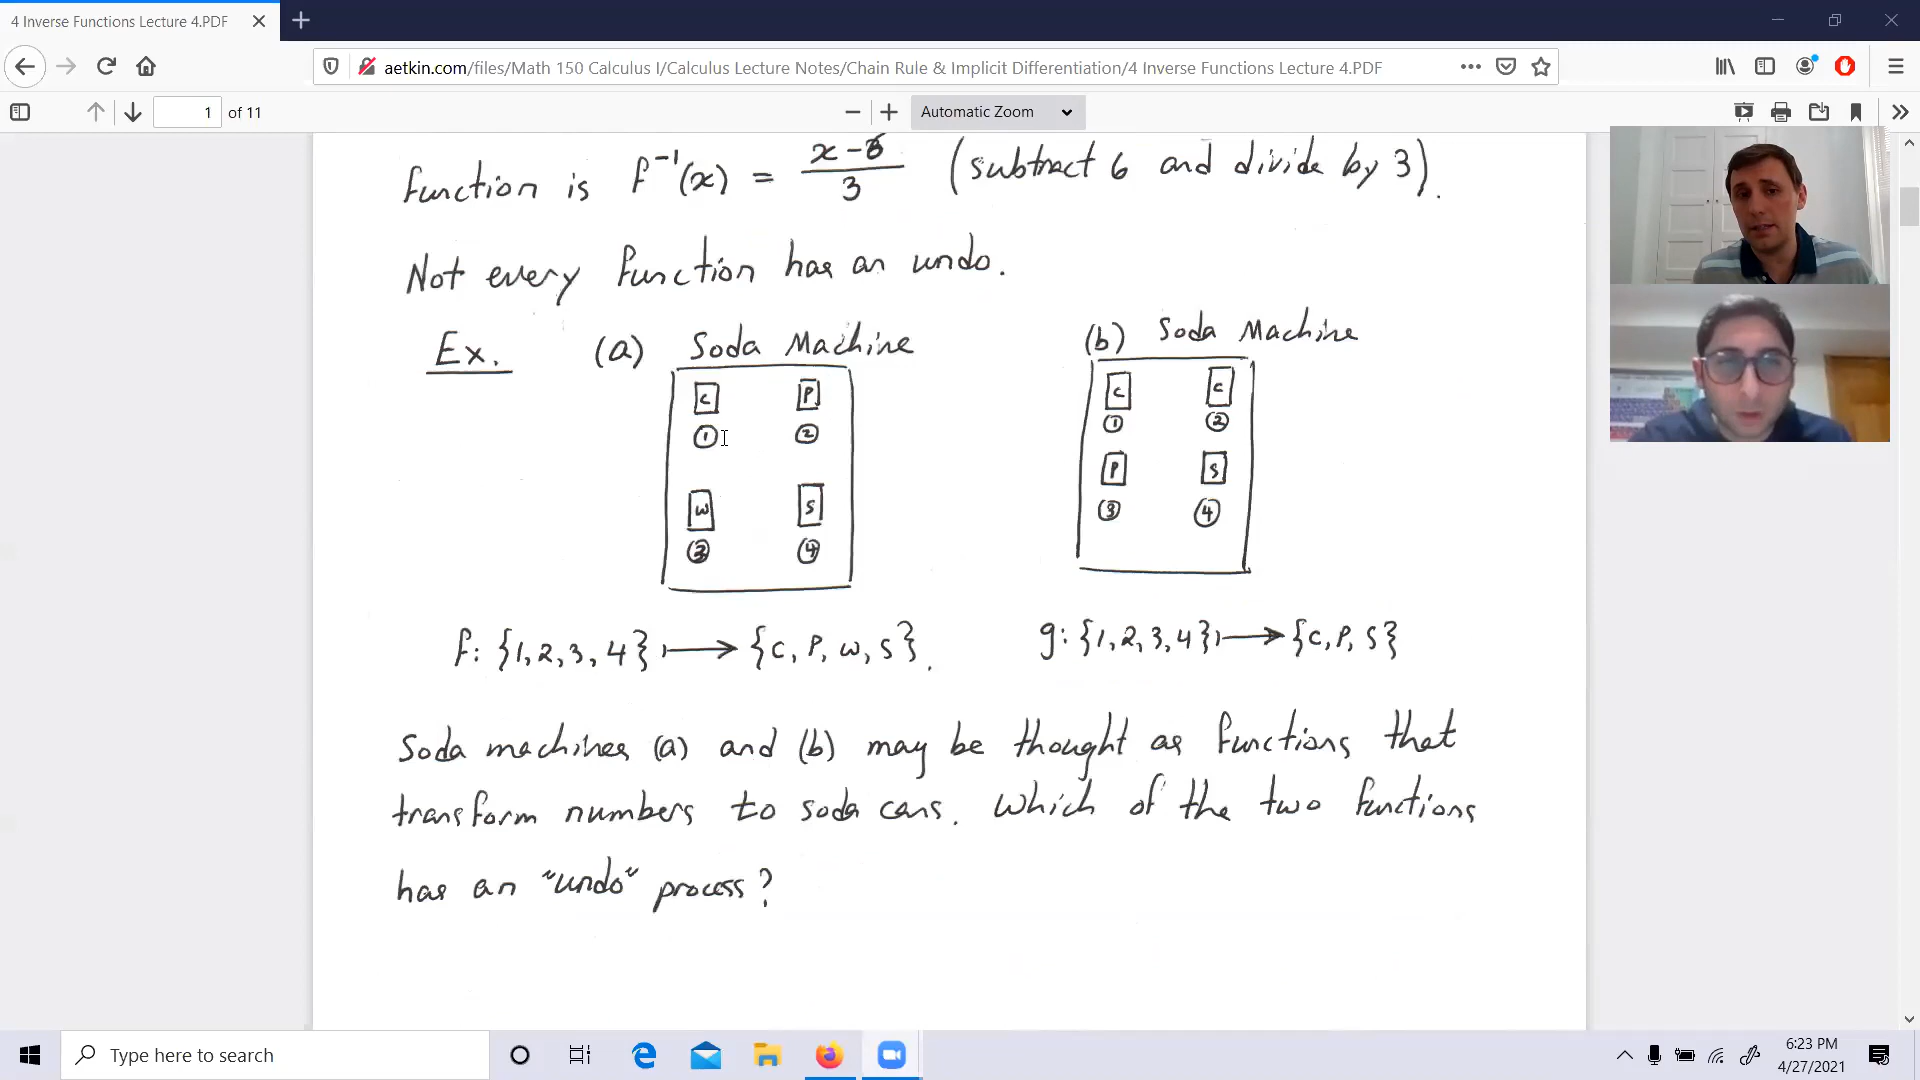 4 Inverse Functions Lecture 4.PDF
aetkin.com/files/Math 150 Calculus I/Calculus Lecture Notes/Chain Rule & Implicit Differentiation/4 Inverse Functions Lecture 4.PDF
1 of 11
Automatic Zoom
function is f⁻¹(x) = (x-6)/3 (subtract 6 and divide by 3).
Not every function has an undo.
Ex. (a) Soda Machine (b) Soda Machine
C P C C
1 2 1 2
P S
W S 3 4
3 4
f: {1, 2, 3, 4} ⟼ {C, P, W, S}. g: {1, 2, 3, 4} ⟼ {C, P, S}
Soda machines (a) and (b) may be thought as functions that
transform numbers to soda cans. Which of the two functions
has an "undo" process?
Type here to search
6:23 PM
4/27/2021